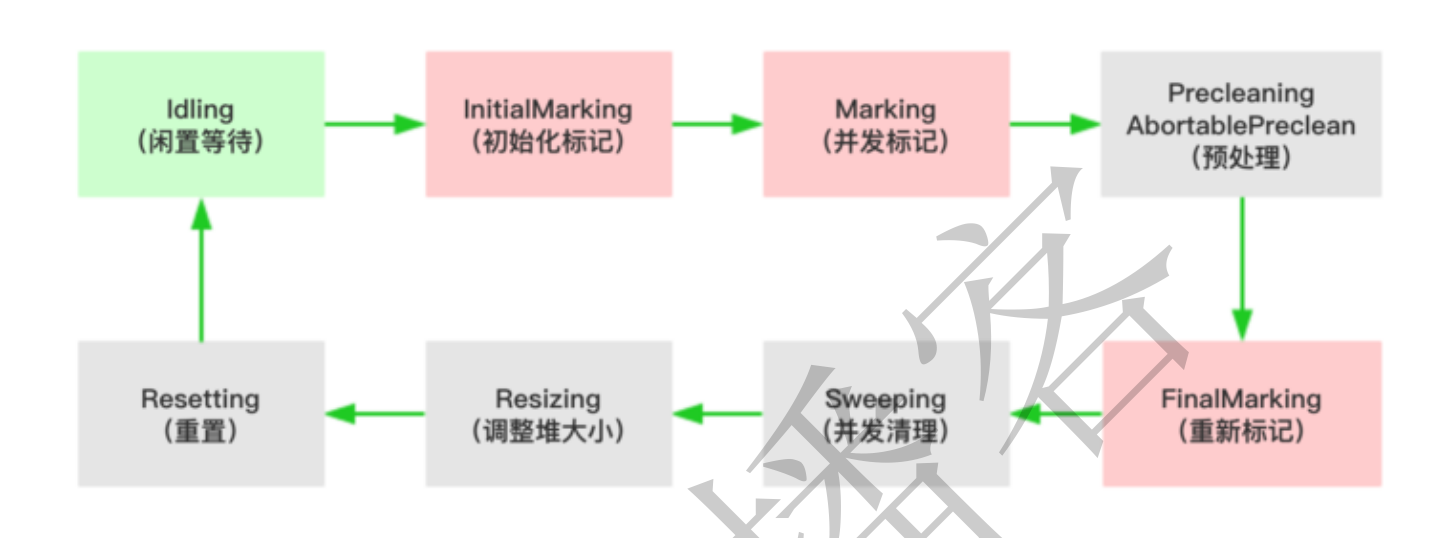 Idling
（闲置等待）
InitialMarking
（初始化标记）
Marking
（并发标记）
Precleaning
AbortablePreclean
（预处理）
Resetting
（重置）
Resizing
（调整堆大小）
Sweeping
（并发清理）
FinalMarking
（重新标记）
播客